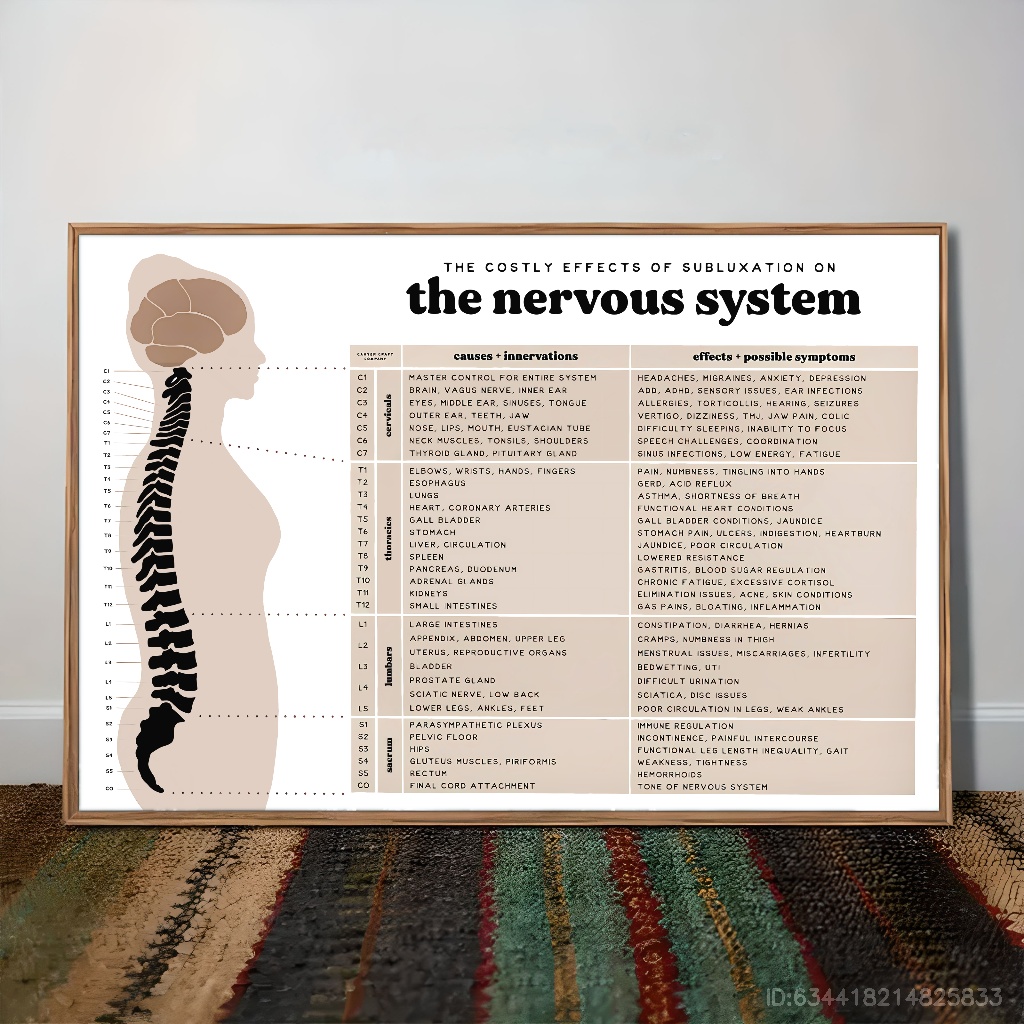 THE COSTLY EFFECTS OF SUBLUXATION ON
the nervous system
CARTER CRAFT
COMPANY
causes + innervations
effects + possible symptoms
cervicals
C1 MASTER CONTROL FOR ENTIRE SYSTEM HEADACHES, MIGRAINES, ANXIETY, DEPRESSION
C2 BRAIN, VAGUS NERVE, INNER EAR ADD, ADHD, SENSORY ISSUES, EAR INFECTIONS
C3 EYES, MIDDLE EAR, SINUSES, TONGUE ALLERGIES, TORTICOLLIS, HEARING, SEIZURES
C4 OUTER EAR, TEETH, JAW VERTIGO, DIZZINESS, TMJ, JAW PAIN, COLIC
C5 NOSE, LIPS, MOUTH, EUSTACIAN TUBE DIFFICULTY SLEEPING, INABILITY TO FOCUS
C6 NECK MUSCLES, TONSILS, SHOULDERS SPEECH CHALLENGES, COORDINATION
C7 THYROID GLAND, PITUITARY GLAND SINUS INFECTIONS, LOW ENERGY, FATIGUE
thoracics
T1 ELBOWS, WRISTS, HANDS, FINGERS PAIN, NUMBNESS, TINGLING INTO HANDS
T2 ESOPHAGUS GERD, ACID REFLUX
T3 LUNGS ASTHMA, SHORTNESS OF BREATH
T4 HEART, CORONARY ARTERIES FUNCTIONAL HEART CONDITIONS
T5 GALL BLADDER GALL BLADDER CONDITIONS, JAUNDICE
T6 STOMACH STOMACH PAIN, ULCERS, INDIGESTION, HEARTBURN
T7 LIVER, CIRCULATION JAUNDICE, POOR CIRCULATION
T8 SPLEEN LOWERED RESISTANCE
T9 PANCREAS, DUODENUM GASTRITIS, BLOOD SUGAR REGULATION
T10 ADRENAL GLANDS CHRONIC FATIGUE, EXCESSIVE CORTISOL
T11 KIDNEYS ELIMINATION ISSUES, ACNE, SKIN CONDITIONS
T12 SMALL INTESTINES GAS PAINS, BLOATING, INFLAMMATION
lumbars
L1 LARGE INTESTINES CONSTIPATION, DIARRHEA, HERNIAS
L2 APPENDIX, ABDOMEN, UPPER LEG CRAMPS, NUMBNESS IN THIGH
UTERUS, REPRODUCTIVE ORGANS MENSTRUAL ISSUES, MISCARRIAGES, INFERTILITY
L3 BLADDER BEDWETTING, UTI
L4 PROSTATE GLAND DIFFICULT URINATION
SCIATIC NERVE, LOW BACK SCIATICA, DISC ISSUES
L5 LOWER LEGS, ANKLES, FEET POOR CIRCULATION IN LEGS, WEAK ANKLES
sacrum
S1 PARASYMPATHETIC PLEXUS IMMUNE REGULATION
S2 PELVIC FLOOR INCONTINENCE, PAINFUL INTERCOURSE
S3 HIPS FUNCTIONAL LEG LENGTH INEQUALITY, GAIT
S4 GLUTEUS MUSCLES, PIRIFORMIS WEAKNESS, TIGHTNESS
S5 RECTUM HEMORRHOIDS
CO FINAL CORD ATTACHMENT TONE OF NERVOUS SYSTEM
C1
C2
C3
C4
C5
C6
C7
T1
T2
T3
T4
T5
T6
T7
T8
T9
T10
T11
T12
L1
L2
L3
L4
L5
S1
S2
S3
S4
S5
CO
ID:634418214825833